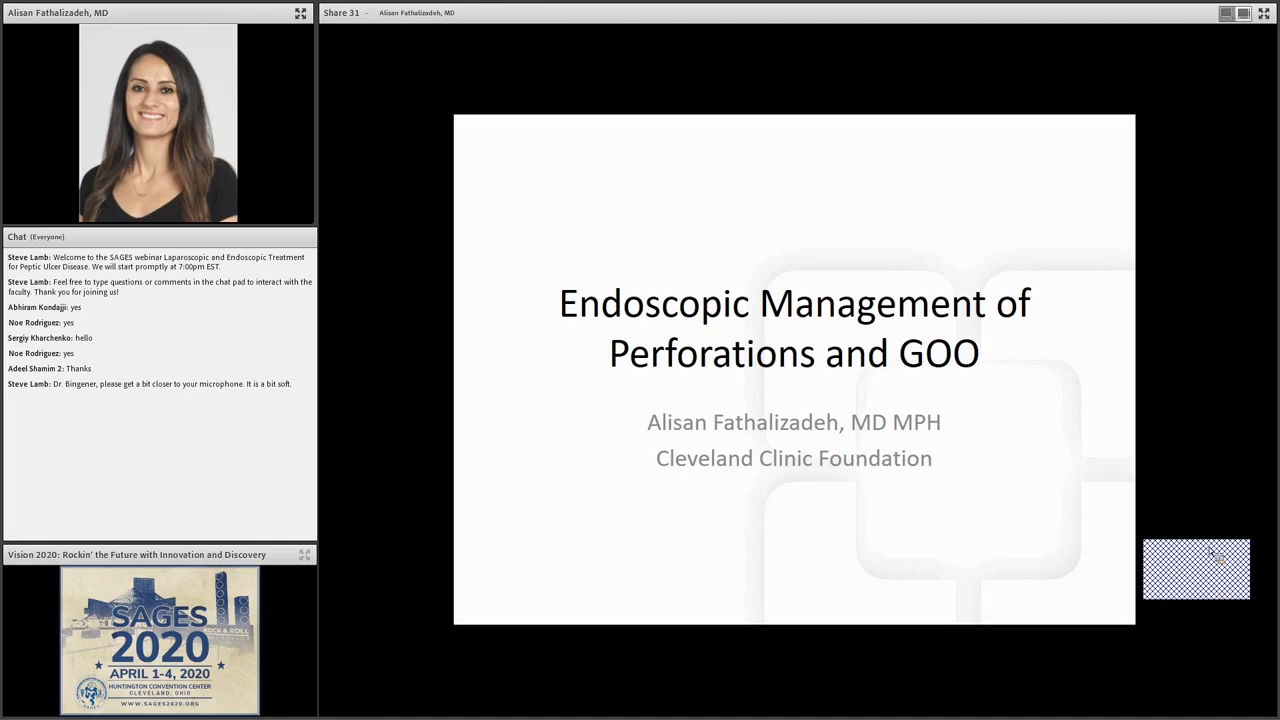 Alisan Fathalizadeh, MD
Share 31 - Alisan Fathalizadeh, MD
Chat (Everyone)
Steve Lamb: Welcome to the SAGES webinar Laparoscopic and Endoscopic Treatment
for Peptic Ulcer Disease. We will start promptly at 7:00pm EST.
Steve Lamb: Feel free to type questions or comments in the chat pad to interact with the
faculty. Thank you for joining us!
Abhiram Kondajji: yes
Noe Rodriguez: yes
Sergiy Kharchenko: hello
Noe Rodriguez: yes
Adeel Shamim 2: Thanks
Steve Lamb: Dr. Bingener, please get a bit closer to your microphone. It is a bit soft.
Endoscopic Management of
Perforations and GOO
Alisan Fathalizadeh, MD MPH
Cleveland Clinic Foundation
Vision 2020: Rockin' the Future with Innovation and Discovery
SAGES
ROCK & ROLL
2020
APRIL 1-4, 2020
HUNTINGTON CONVENTION CENTER
CLEVELAND, OHIO
WWW.SAGES2020.ORG